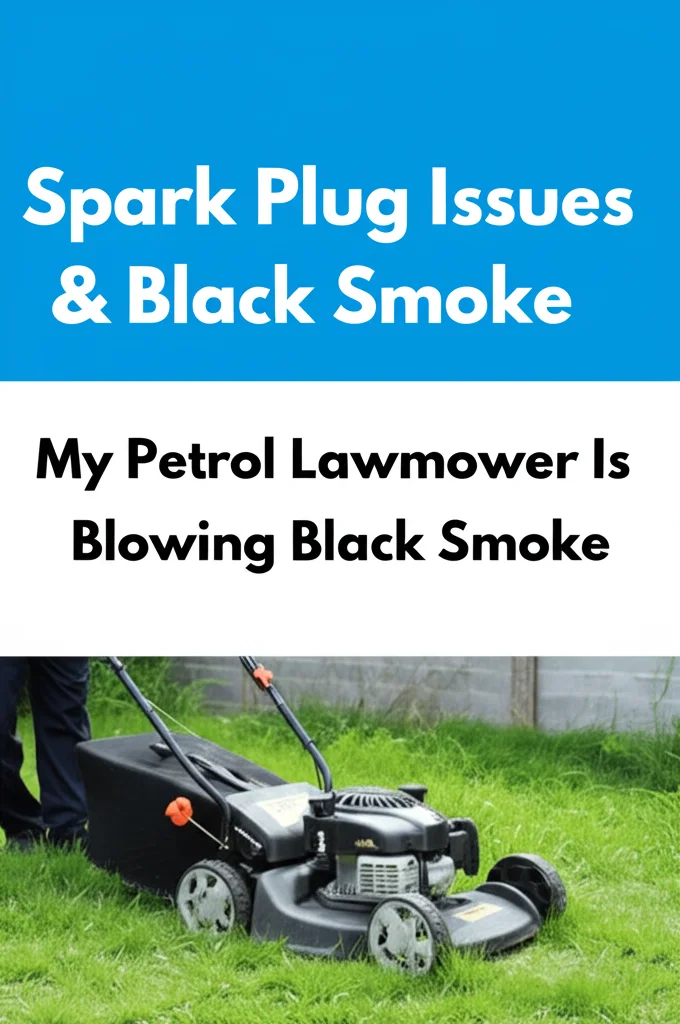 Spark Plug Issues
& Black Smoke
My Petrol Lawmower Is
Blowing Black Smoke